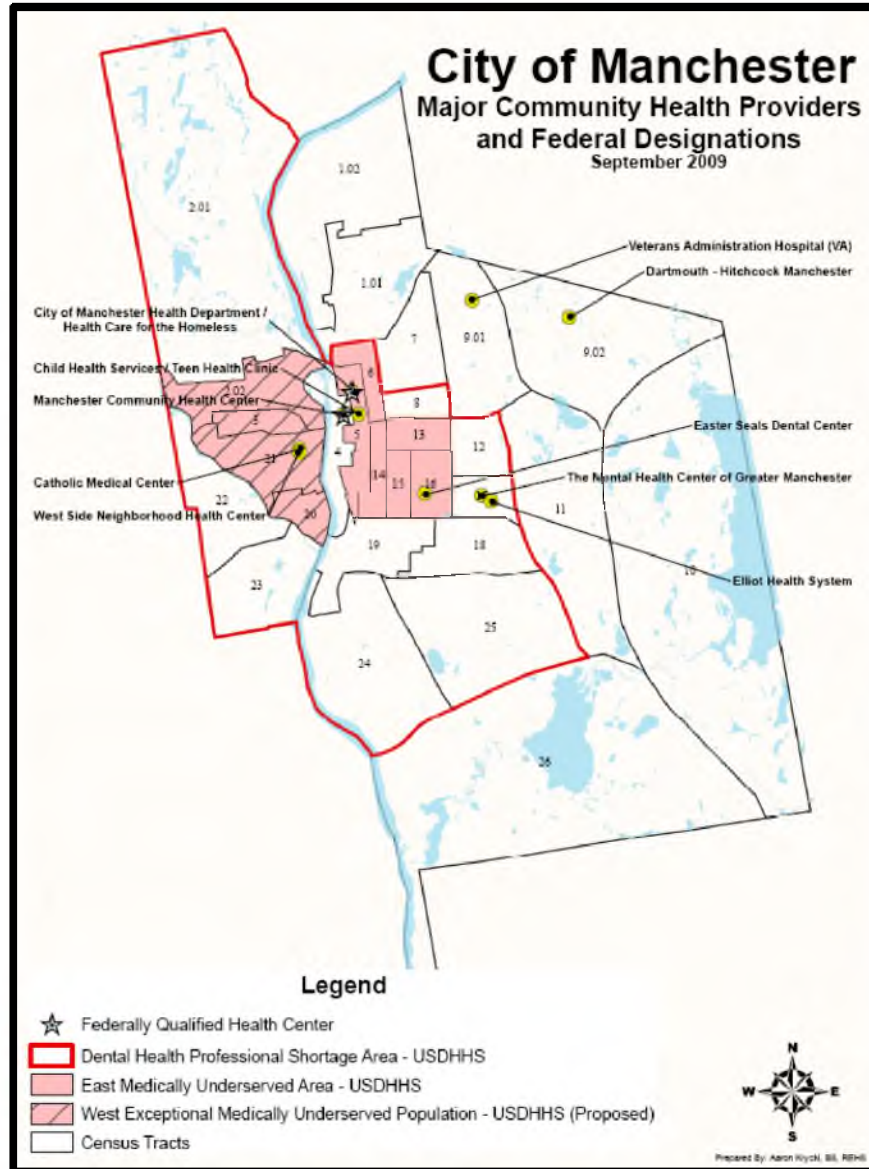 City of Manchester
Major Community Health Providers
and Federal Designations
September 2009
1.02
2.01
Veterans Administration Hospital (VA)
Dartmouth - Hitchcock Manchester
1.01
City of Manchester Health Department /
Health Care for the Homeless
7
9.01
9.02
6
Child Health Services / Teen Health Clinic
2.02
Manchester Community Health Center
8
3
5
13
Easter Seals Dental Center
12
4
21
14
The Mental Health Center of Greater Manchester
Catholic Medical Center
15
16
22
11
West Side Neighborhood Health Center
20
19
18
10
23
Elliot Health System
25
24
26
Legend
Federally Qualified Health Center
Dental Health Professional Shortage Area - USDHHS
East Medically Underserved Area - USDHHS
West Exceptional Medically Underserved Population - USDHHS (Proposed)
Census Tracts
N
W E
S
Prepared By: Aaron